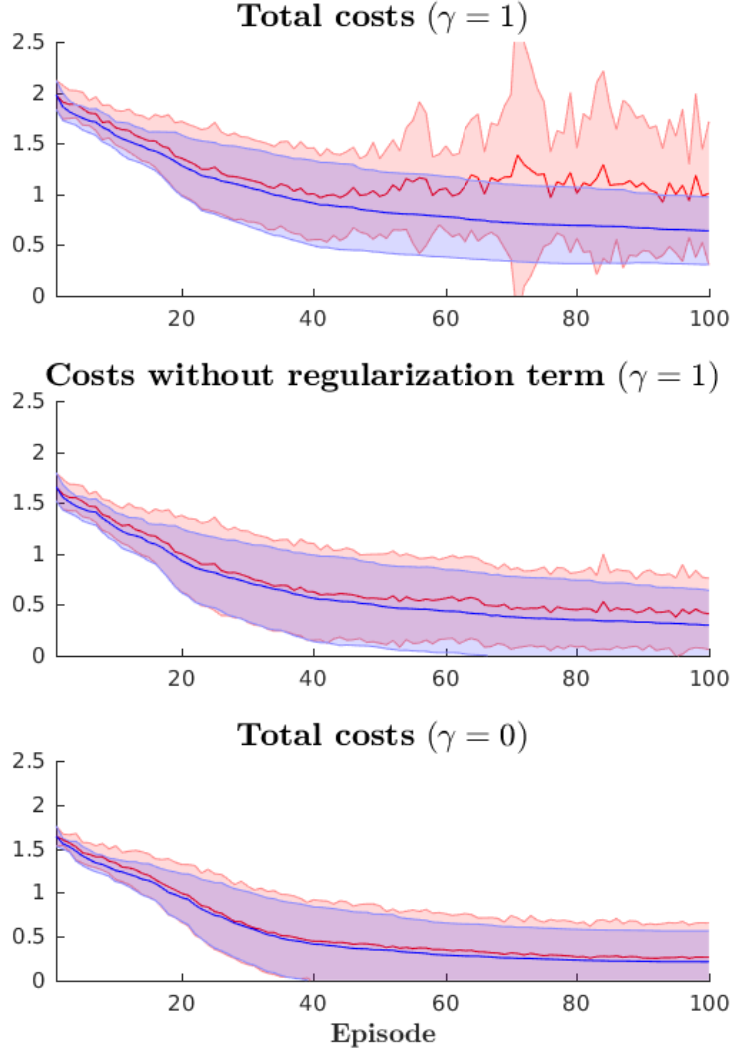 Total costs (γ = 1)
2.5
2
1.5
1
0.5
0
20 40 60 80 100
Costs without regularization term (γ = 1)
2.5
2
1.5
1
0.5
0
20 40 60 80 100
Total costs (γ = 0)
2.5
2
1.5
1
0.5
0
20 40 60 80 100
Episode